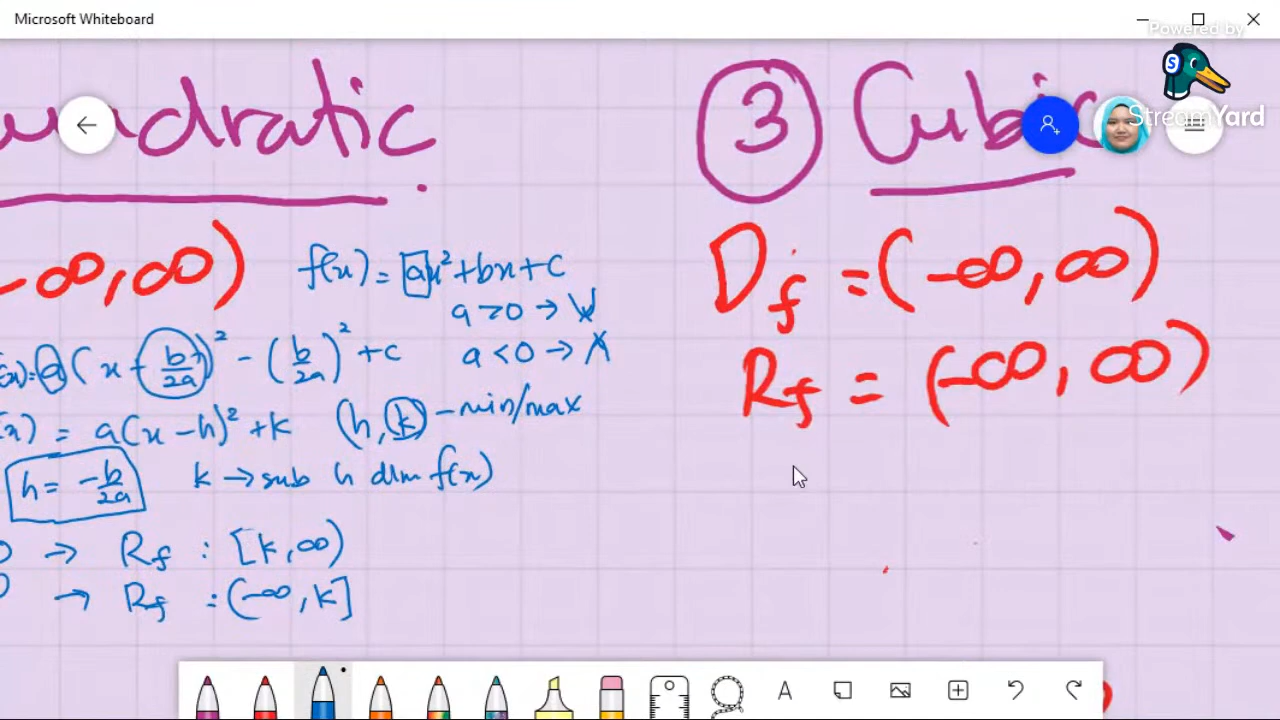 Microsoft Whiteboard
Powered by
StreamYard
uadratic.
-∞,∞)
f(x) = ax²+bx+c
a>0 →
a<0 →
(x)=a(x+b/2a)² - (b/2a)² +c
(x) = a(x-h)² +k (h,k) - min/max
h= -b/2a k → sub h dlm f(x)
→ Rf : [k,∞)
→ Rf : (-∞,k]
③ Cubic
Df = (-∞,∞)
Rf = (-∞,∞)
A